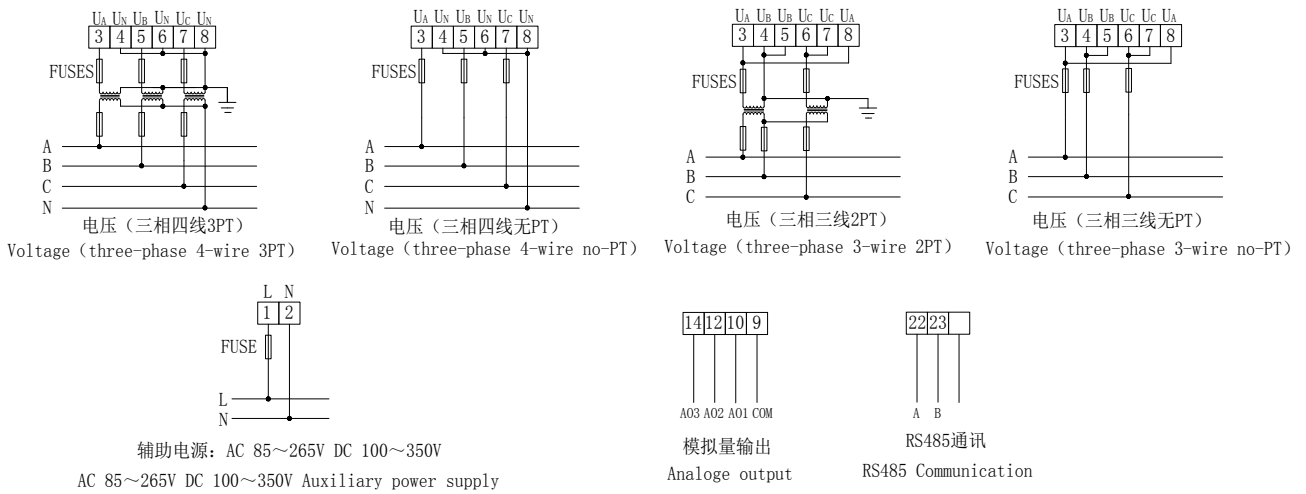 UA UN UB UN UC UN
3 4 5 6 7 8
FUSES
A
B
C
N
电压（三相四线3PT）
Voltage（three-phase 4-wire 3PT）
UA UN UB UN UC UN
3 4 5 6 7 8
FUSES
A
B
C
N
电压（三相四线无PT）
Voltage（three-phase 4-wire no-PT）
UA UB UB UC UC UA
3 4 5 6 7 8
FUSES
A
B
C
电压（三相三线2PT）
Voltage（three-phase 3-wire 2PT）
UA UB UB UC UC UA
3 4 5 6 7 8
FUSES
A
B
C
电压（三相三线无PT）
Voltage（three-phase 3-wire no-PT）
L N
1 2
FUSE
L
N
辅助电源：AC 85～265V DC 100～350V
AC 85～265V DC 100～350V Auxiliary power supply
14 12 10 9
AO3 AO2 AO1 COM
模拟量输出
Analoge output
22 23
A B
RS485通讯
RS485 Communication